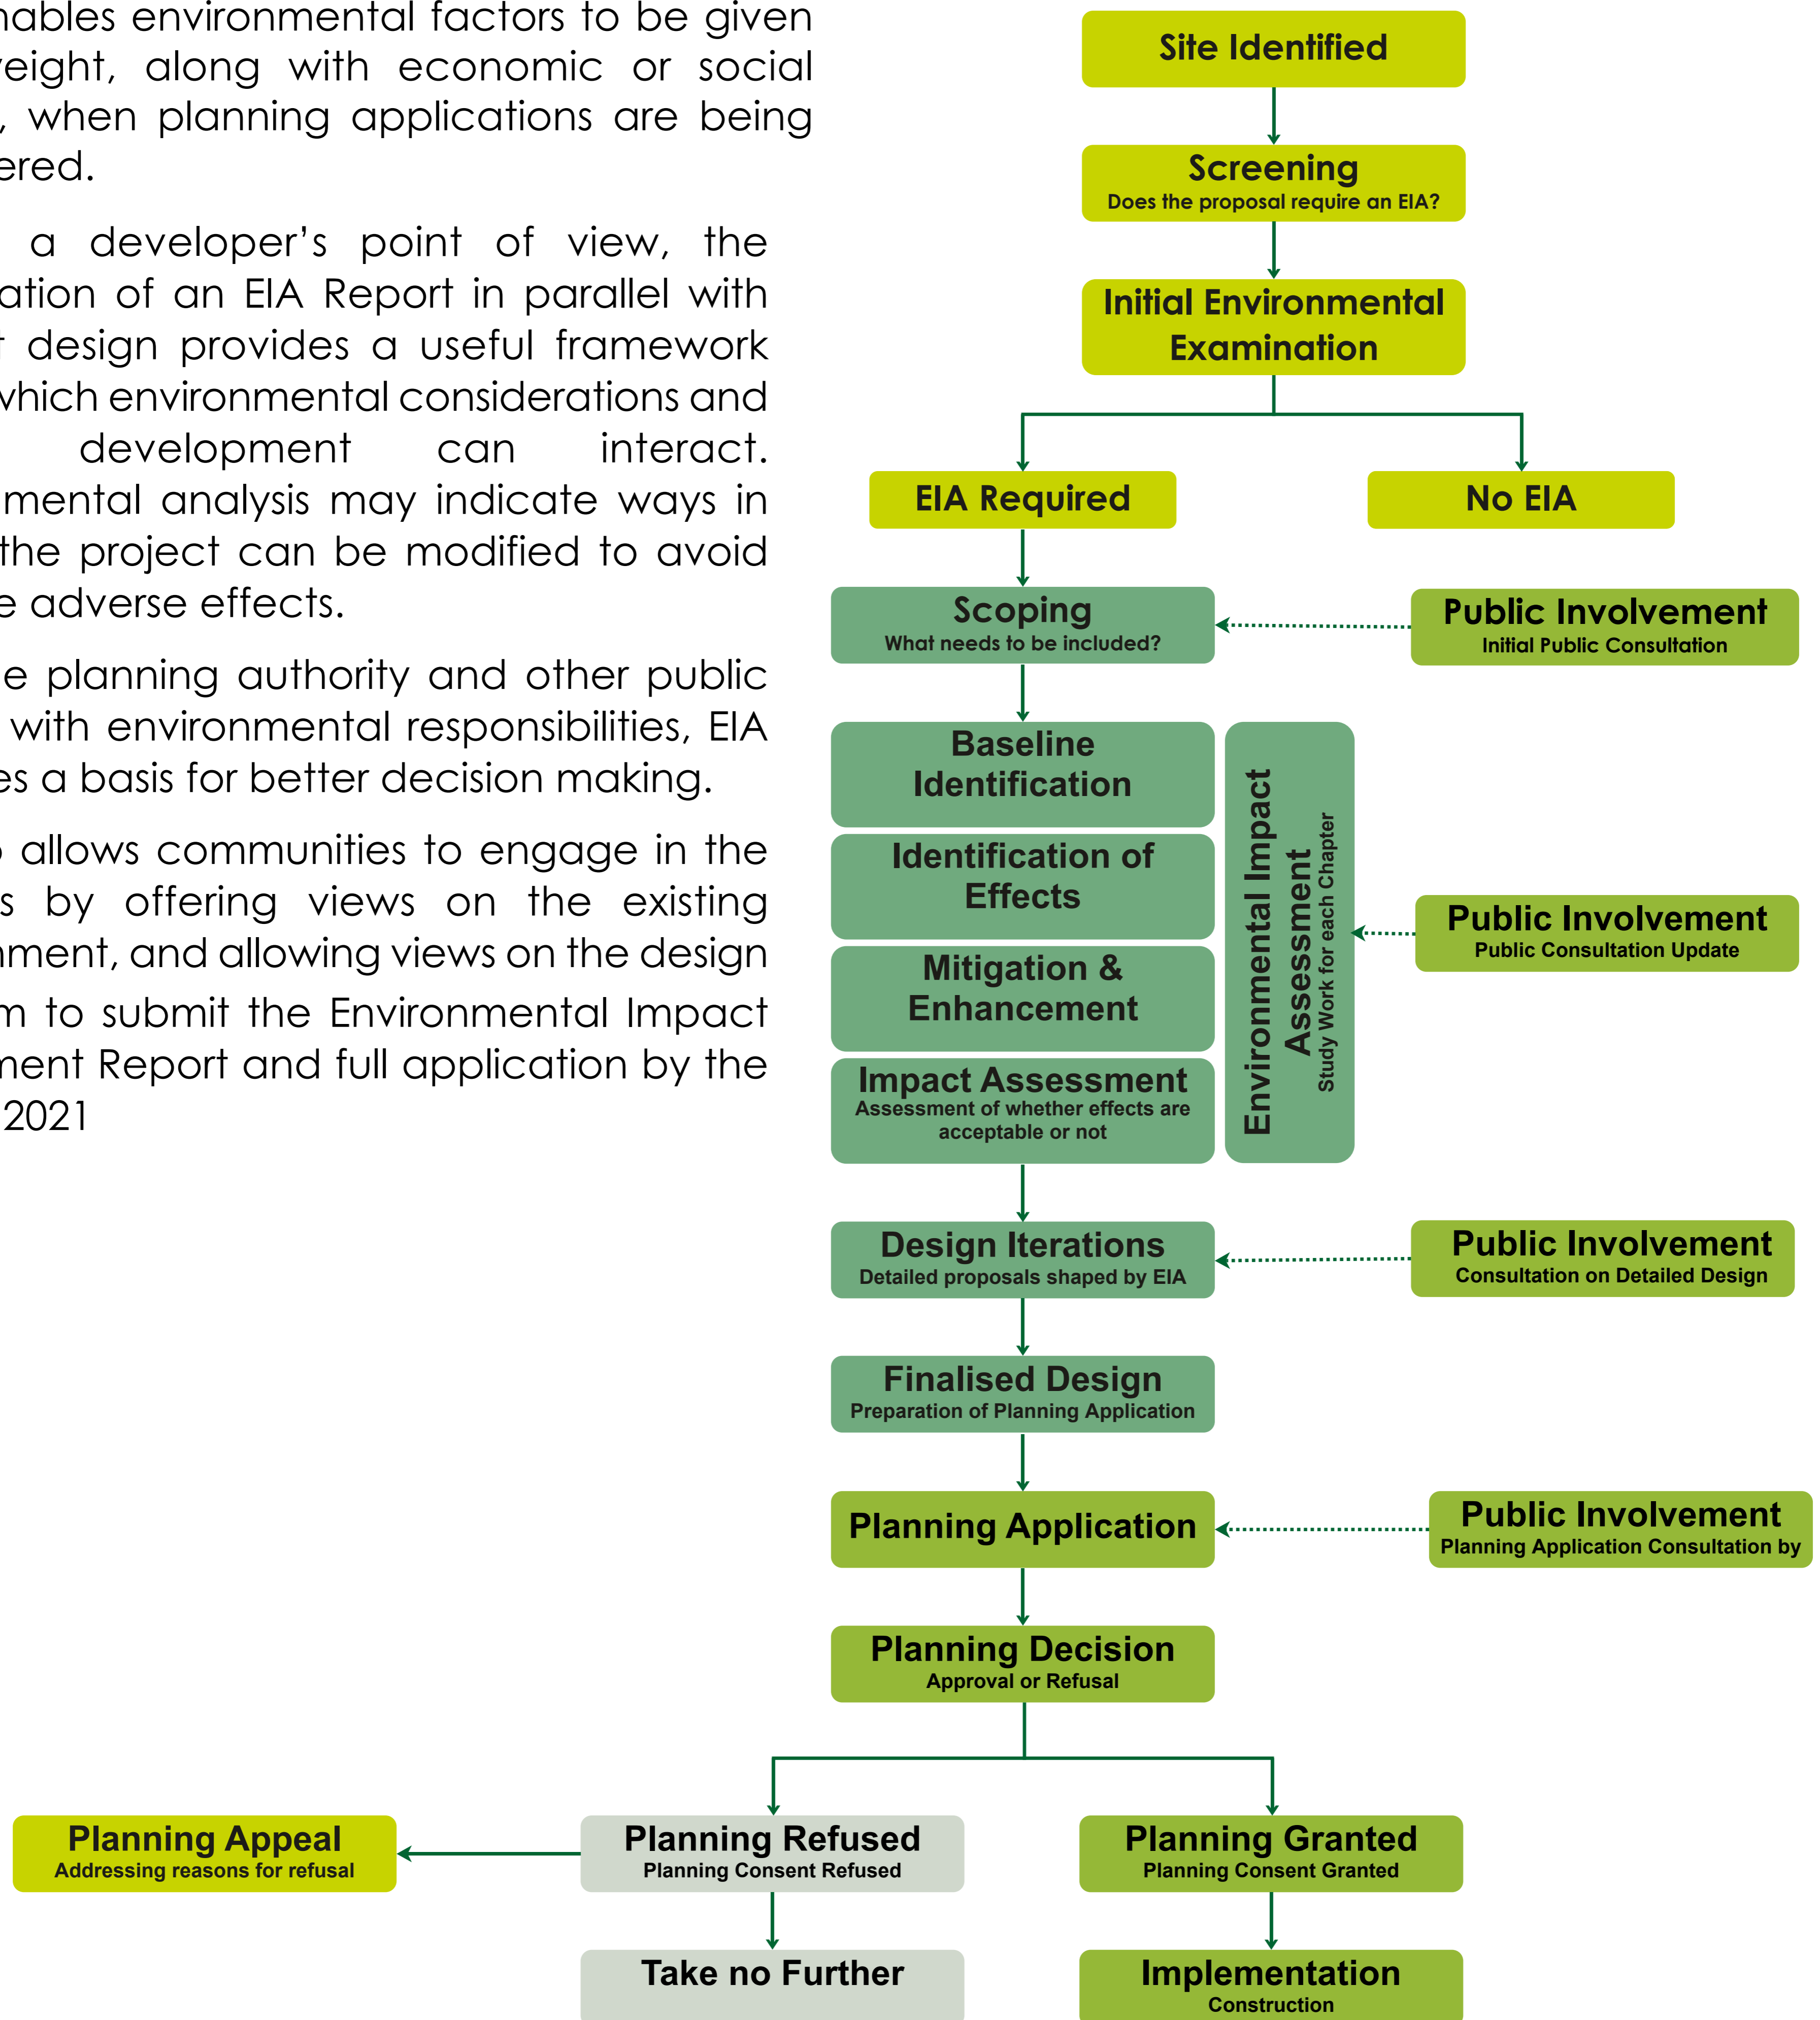 nables environmental factors to be given
weight, along with economic or social
, when planning applications are being
ered.
a developer's point of view, the
ation of an EIA Report in parallel with
t design provides a useful framework
which environmental considerations and
development can interact.
mental analysis may indicate ways in
the project can be modified to avoid
e adverse effects.
e planning authority and other public
with environmental responsibilities, EIA
es a basis for better decision making.
o allows communities to engage in the
s by offering views on the existing
nment, and allowing views on the design
m to submit the Environmental Impact
ment Report and full application by the
2021
Site Identified
Screening
Does the proposal require an EIA?
Initial Environmental
Examination
EIA Required
No EIA
Scoping
What needs to be included?
Public Involvement
Initial Public Consultation
Baseline
Identification
Identification of
Effects
Mitigation &
Enhancement
Impact Assessment
Assessment of whether effects are
acceptable or not
Environmental Impact
Assessment
Study Work for each Chapter
Public Involvement
Public Consultation Update
Design Iterations
Detailed proposals shaped by EIA
Public Involvement
Consultation on Detailed Design
Finalised Design
Preparation of Planning Application
Planning Application
Public Involvement
Planning Application Consultation by
Planning Decision
Approval or Refusal
Planning Appeal
Addressing reasons for refusal
Planning Refused
Planning Consent Refused
Planning Granted
Planning Consent Granted
Take no Further
Implementation
Construction